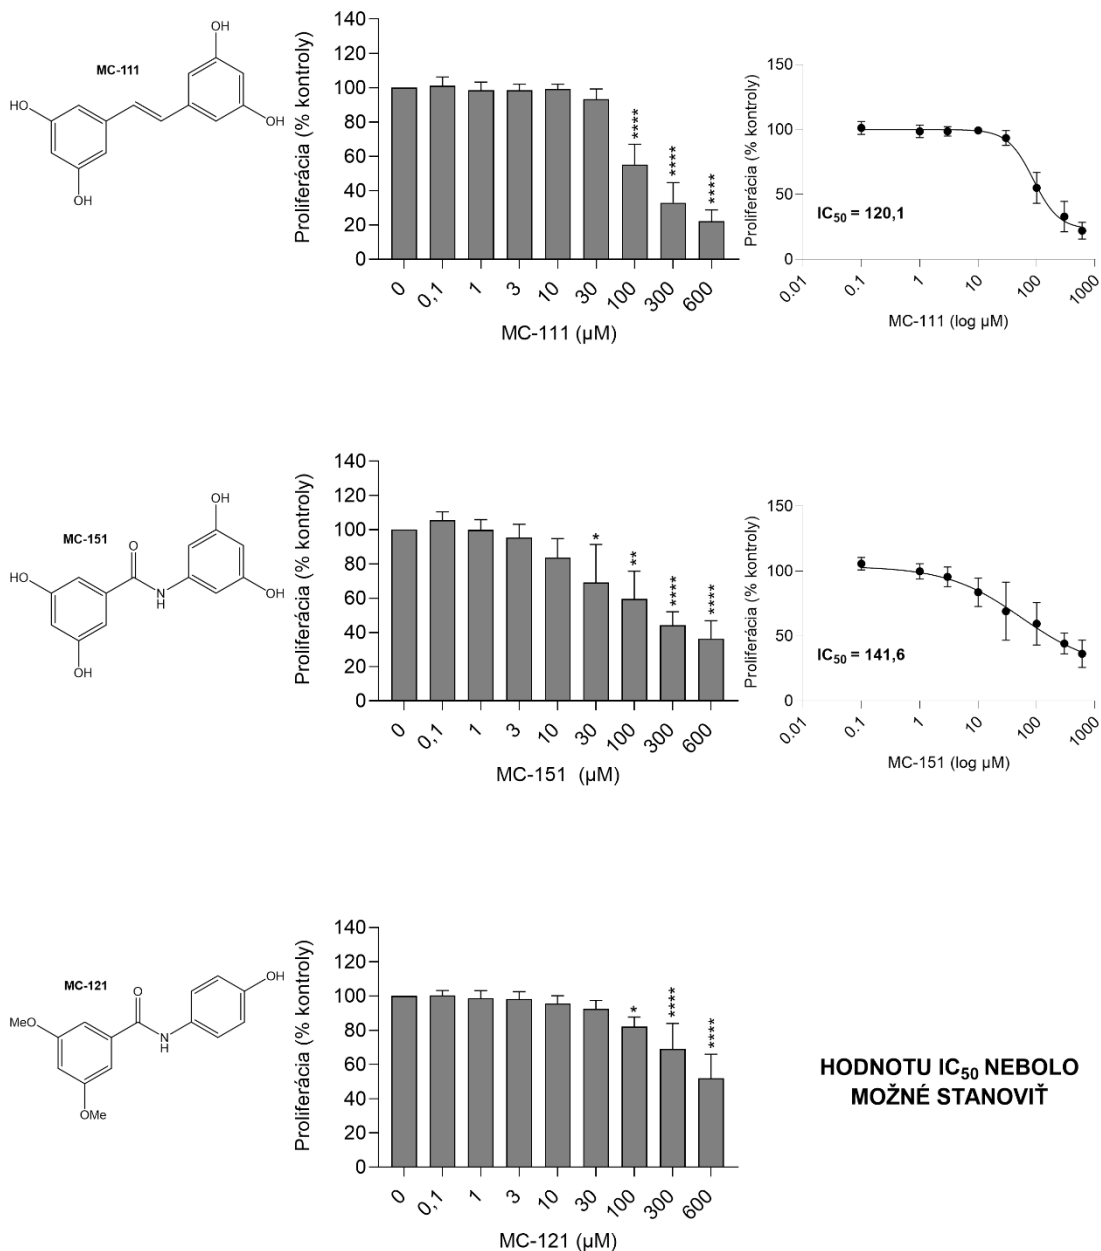 MC-111
OH
HO
OH
OH
Proliferácia (% kontroly)
140
120
100
80
60
40
20
0
****
****
****
0
0,1
1
3
10
30
100
300
600
MC-111 (µM)
Proliferácia (% kontroly)
150
100
50
0
IC50 = 120,1
0.01
0.1
1
10
100
1000
MC-111 (log µM)
MC-151
OH
O
HO
N
H
OH
OH
Proliferácia (% kontroly)
140
120
100
80
60
40
20
0
*
**
****
****
0
0,1
1
3
10
30
100
300
600
MC-151 (µM)
Proliferácia (% kontroly)
150
100
50
0
IC50 = 141,6
0.01
0.1
1
10
100
1000
MC-151 (log µM)
MC-121
OH
O
MeO
N
H
OMe
Proliferácia (% kontroly)
140
120
100
80
60
40
20
0
*
****
****
0
0,1
1
3
10
30
100
300
600
MC-121 (µM)
HODNOTU IC50 NEBOLO
MOŽNÉ STANOVIŤ